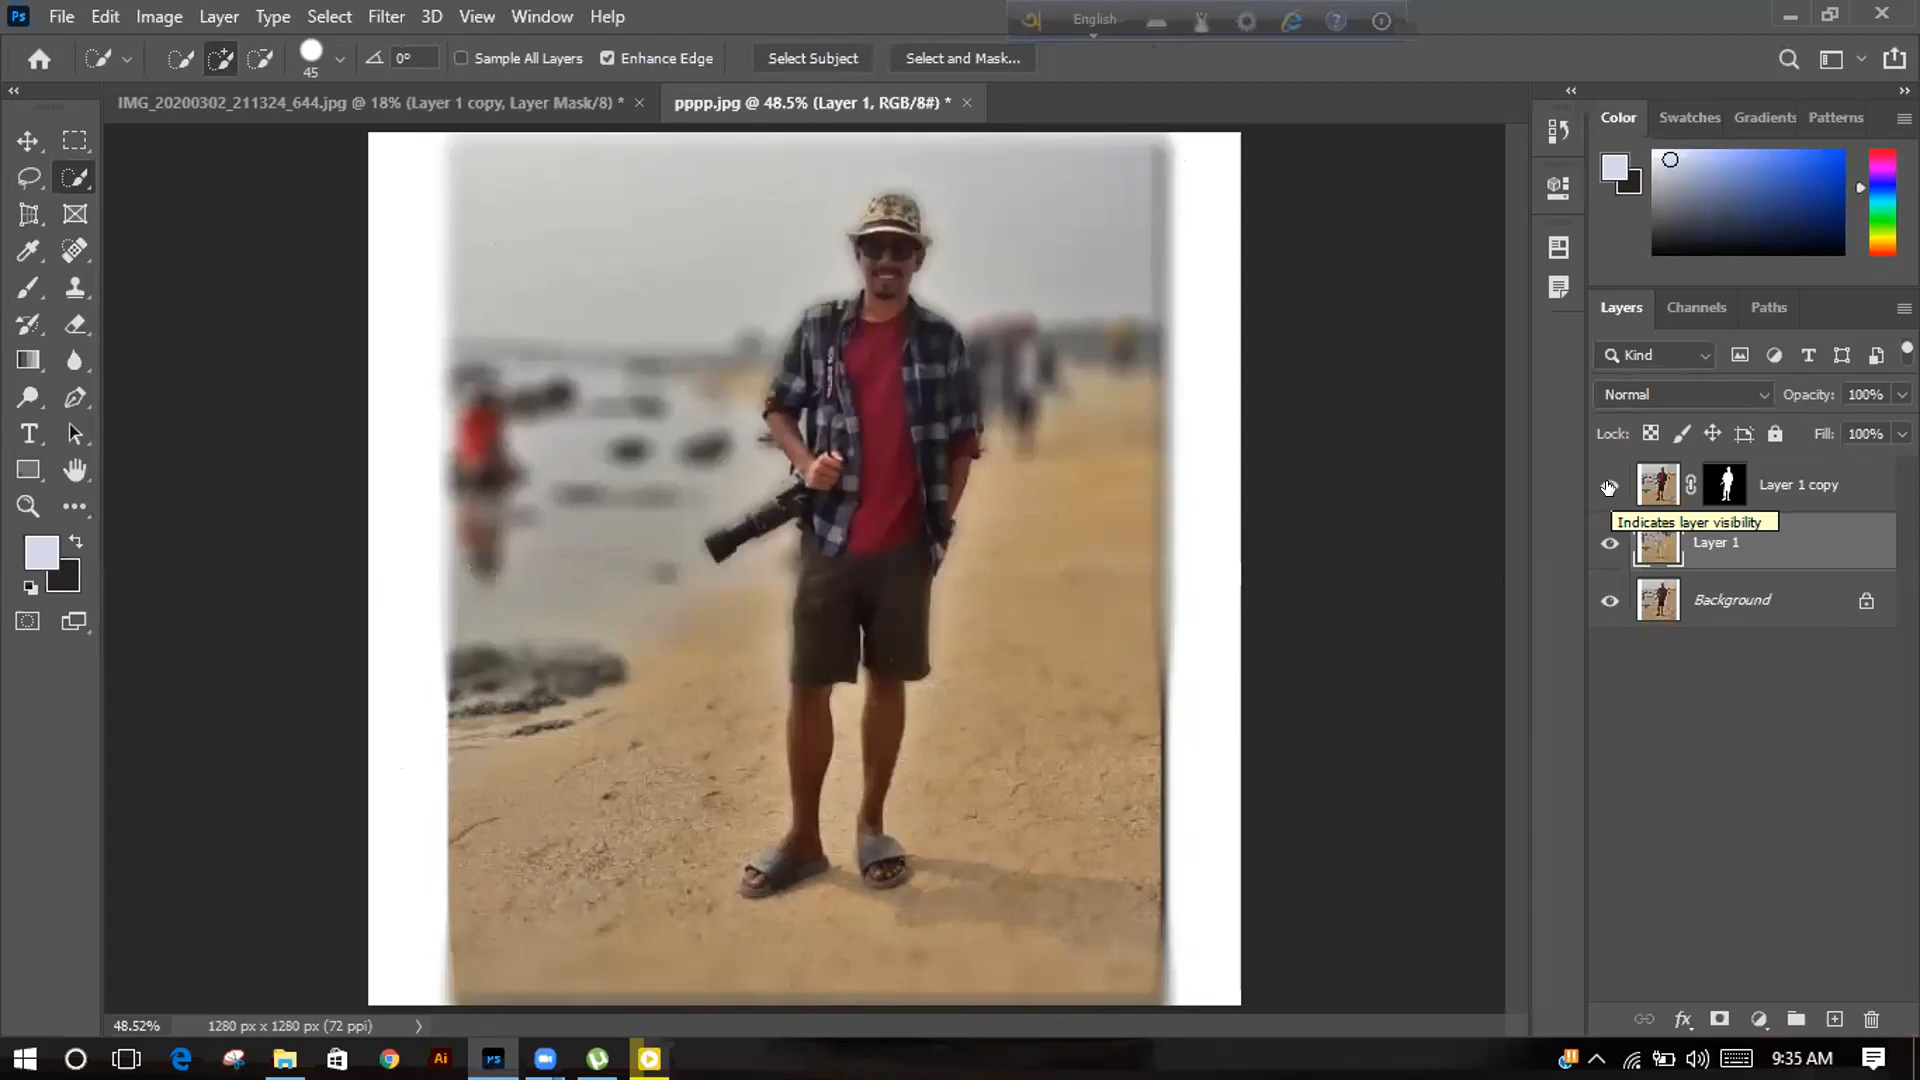 Ps File Edit Image Layer Type Select Filter 3D View Window Help English
45 0° Sample All Layers Enhance Edge Select Subject Select and Mask...
IMG_20200302_211324_644.jpg @ 18% (Layer 1 copy, Layer Mask/8) * pppp.jpg @ 48.5% (Layer 1, RGB/8#) *
Color Swatches Gradients Patterns
Layers Channels Paths
Kind
Normal Opacity: 100%
Lock: Fill: 100%
Layer 1 copy
Indicates layer visibility
Layer 1
Background
48.52% 1280 px x 1280 px (72 ppi)
Ai Ps 9:35 AM